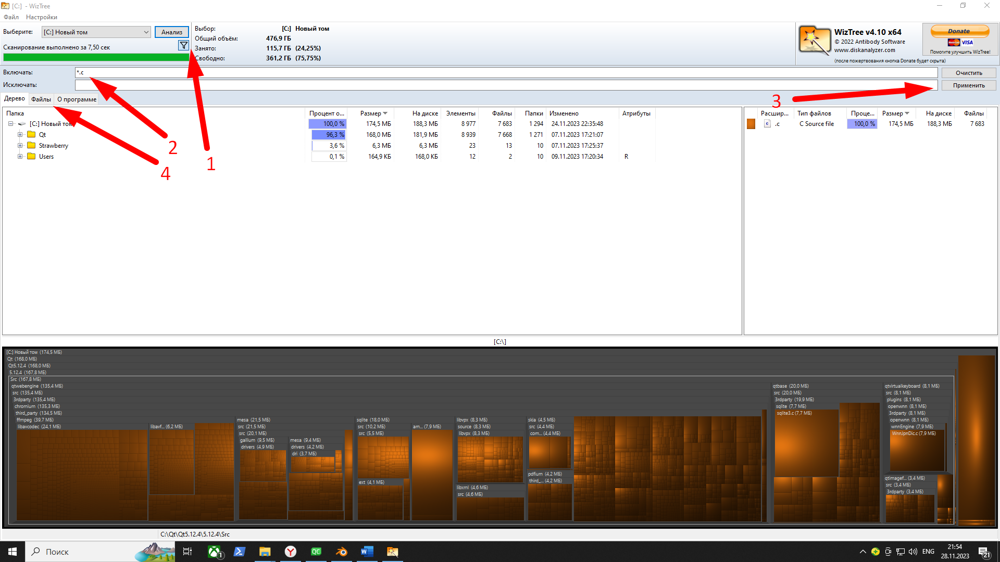 [C:] - WizTree
Файл Настройки
Выберите: [C:] Новый том Анализ
Сканирование выполнено за 7,50 сек
Выбор: [C:] Новый том
Общий объём: 476,9 ГБ
Занято: 115,7 ГБ (24,25%)
Свободно: 361,2 ГБ (75,75%)
WizTree v4.10 x64
© 2022 Antibody Software
www.diskanalyzer.com
(после пожертвования кнопка Donate будет скрыта)
Donate
MasterCard VISA
Помогите улучшить WizTree!
Включать: *.c Очистить
Исключать: Применить
Дерево Файлы О программе
1
2
3
4
Папка Процент о... Размер На диске Элементы Файлы Папки Изменено Атрибуты
[C:] Новый том 100,0 % 174,5 МБ 188,3 МБ 8 977 7 683 1 294 24.11.2023 22:35:48
Qt 96,3 % 168,0 МБ 181,9 МБ 8 939 7 668 1 271 07.11.2023 17:21:07
Strawberry 3,6 % 6,3 МБ 6,3 МБ 23 13 10 07.11.2023 17:25:37
Users 0,1 % 164,9 КБ 168,0 КБ 12 2 10 09.11.2023 17:20:34 R
Расшир... Тип файлов Проце... Размер На диске Файлы
.c C Source file 100,0 % 174,5 МБ 188,3 МБ 7 683
[C:\]
[C:] Новый том (174,5 МБ)
Qt (168,0 МБ)
Qt5.12.4 (168,0 МБ)
5.12.4 (167,8 МБ)
Src (167,8 МБ)
qtwebengine (135,4 МБ)
src (135,4 МБ)
3rdparty (135,4 МБ)
chromium (135,3 МБ)
third_party (134,5 МБ)
ffmpeg (39,7 МБ)
libavcodec (24,1 МБ)
libavf... (6,2 МБ)
mesa (21,5 МБ)
src (21,5 МБ)
src (20,1 МБ)
gallium (9,5 МБ)
drivers (4,9 МБ)
mesa (9,4 МБ)
drivers (4,2 МБ)
dri (3,7 МБ)
sqlite (18,0 МБ)
src (10,2 МБ)
src (5,5 МБ)
ext (4,1 МБ)
am... (7,9 МБ)
libvpx (8,3 МБ)
source (8,3 МБ)
libvpx (8,3 МБ)
libxml (4,6 МБ)
src (4,6 МБ)
skia (4,5 МБ)
src (4,4 МБ)
com... (4,4 МБ)
pdfium (4,2 МБ)
third_... (4,2 МБ)
qtbase (20,0 МБ)
src (20,0 МБ)
3rdparty (19,9 МБ)
sqlite (7,7 МБ)
sqlite3.c (7,7 МБ)
qtvirtualkeyboard (8,1 МБ)
src (8,1 МБ)
plugins (8,1 МБ)
openwnn (8,1 МБ)
3rdparty (8,1 МБ)
openwnn (8,1 МБ)
wnnEngine (7,9 МБ)
WnnJpnDic.c (7,9 МБ)
qtimagef... (3,4 МБ)
src (3,4 МБ)
3rdparty (3,4 МБ)
C:\Qt\Qt5.12.4\5.12.4\Src
Поиск
1
QC
ENG
21:54
28.11.2023
21